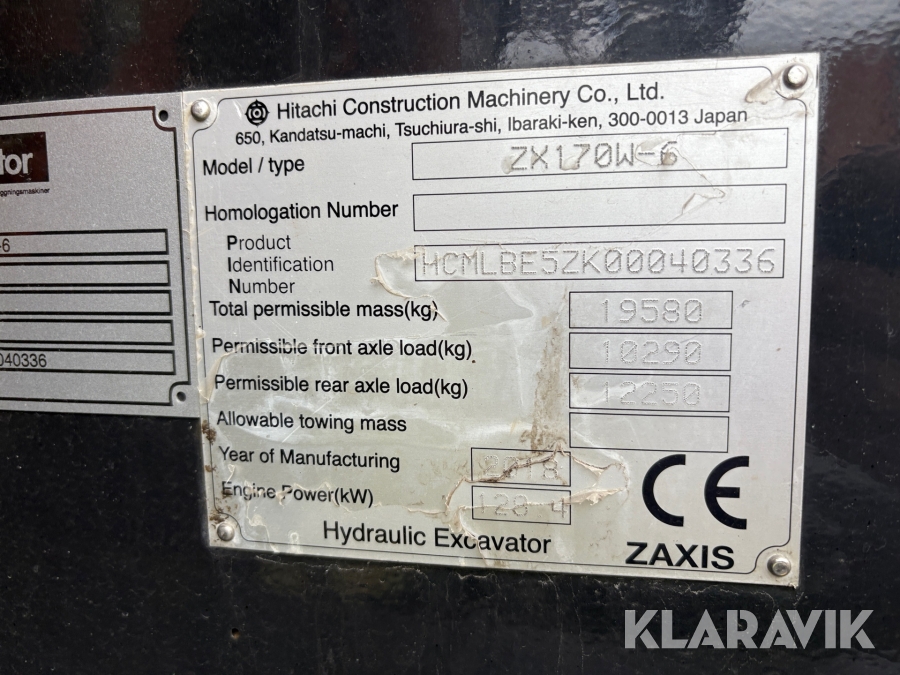 tor
ggningsmaskiner
-6
040336
Hitachi Construction Machinery Co., Ltd.
650, Kandatsu-machi, Tsuchiura-shi, Ibaraki-ken, 300-0013 Japan
Model / type ZX170W-6
Homologation Number
Product
Identification HCMLBE5ZK00040336
Number
Total permissible mass(kg) 19580
Permissible front axle load(kg) 10290
Permissible rear axle load(kg) 12250
Allowable towing mass
Year of Manufacturing 2018
Engine Power(kW)
Hydraulic Excavator
CE
ZAXIS
KLARAVIK